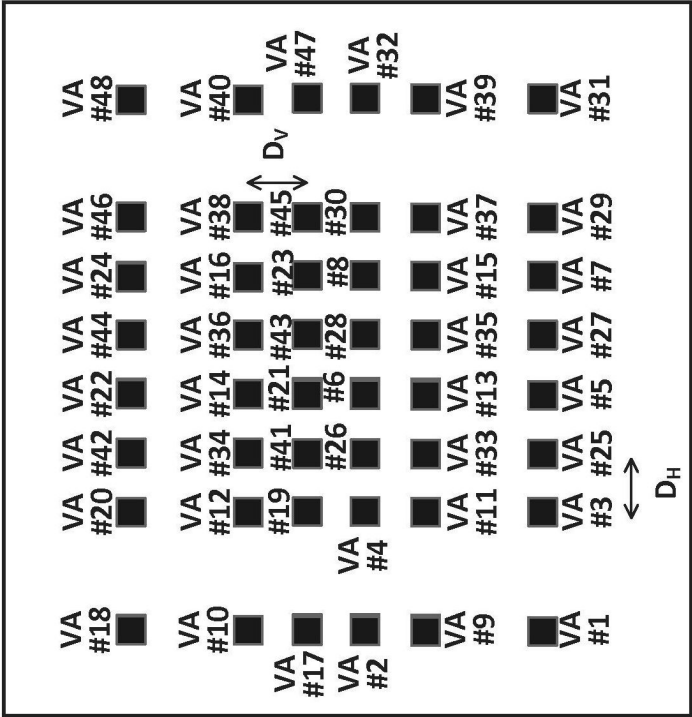 VA
#1
VA
#9
VA
#2
VA
#17
VA
#10
VA
#18
VA
#3
VA
#11
VA
#4
#19
VA
#12
VA
#20
DH
VA
#25
VA
#33
#26
#41
VA
#34
VA
#42
VA
#5
VA
#13
#6
#21
VA
#14
VA
#22
VA
#27
VA
#35
#28
#43
VA
#36
VA
#44
VA
#7
VA
#15
#8
#23
VA
#16
VA
#24
VA
#29
VA
#37
#30
#45
VA
#38
VA
#46
DV
VA
#31
VA
#39
VA
#32
VA
#47
VA
#40
VA
#48